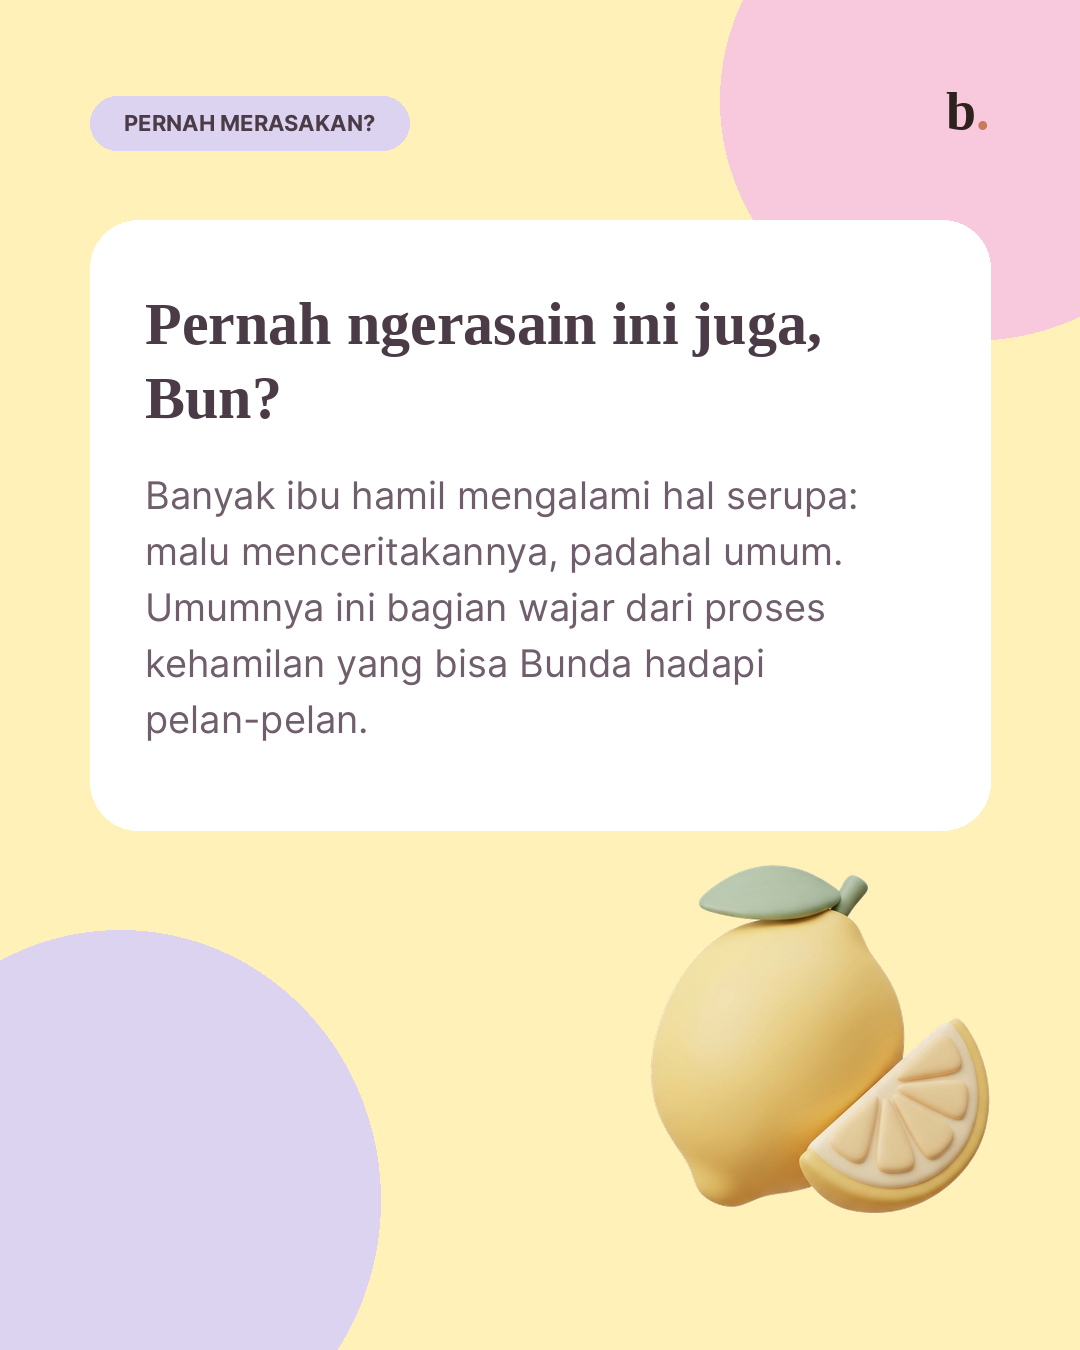 PERNAH MERASAKAN?
b.
Pernah ngerasain ini juga,
Bun?
Banyak ibu hamil mengalami hal serupa:
malu menceritakannya, padahal umum.
Umumnya ini bagian wajar dari proses
kehamilan yang bisa Bunda hadapi
pelan-pelan.